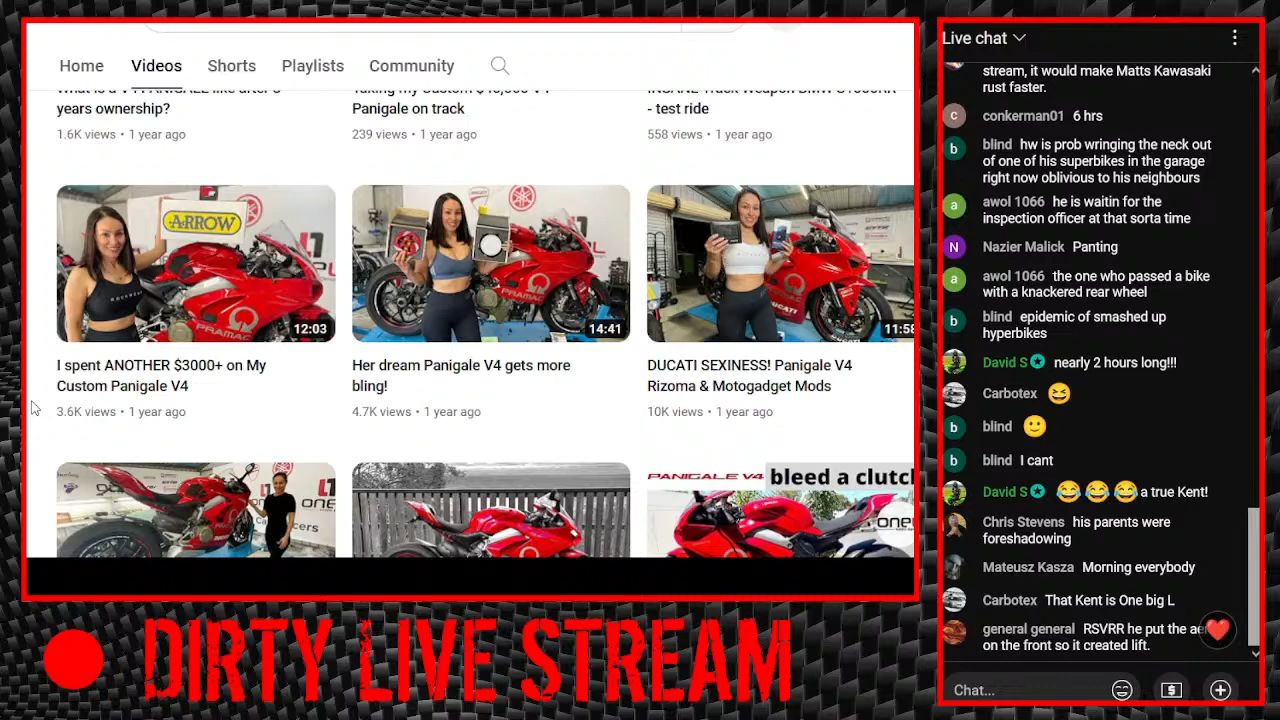 Home
Videos
Shorts
Playlists
Community
years ownership?
1.6K views • 1 year ago
Panigale on track
239 views • 1 year ago
- test ride
558 views • 1 year ago
ARROW
PRAMAC
12:03
PRAMAC
14:41
PRAMAC
DUCATI
11:58
I spent ANOTHER $3000+ on My
Custom Panigale V4
3.6K views • 1 year ago
Her dream Panigale V4 gets more
bling!
4.7K views • 1 year ago
DUCATI SEXINESS! Panigale V4
Rizoma & Motogadget Mods
10K views • 1 year ago
PANIGALE V4
bleed a clutch
DIRTY LIVE STREAM
Live chat
stream, it would make Matts Kawasaki
rust faster.
conkerman01 6 hrs
blind hw is prob wringing the neck out
of one of his superbikes in the garage
right now oblivious to his neighbours
awol 1066 he is waitin for the
inspection officer at that sorta time
Nazier Malick Panting
awol 1066 the one who passed a bike
with a knackered rear wheel
blind epidemic of smashed up
hyperbikes
David S nearly 2 hours long!!!
Carbotex 😆
blind 🙂
blind I cant
David S 😂😂😂 a true Kent!
Chris Stevens his parents were
foreshadowing
Mateusz Kasza Morning everybody
Carbotex That Kent is One big L
general general RSVRR he put the
on the front so it created lift.
Chat...